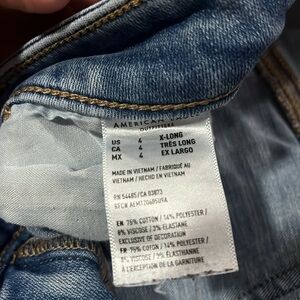 AMERICAN EAGLE
OUTFITTERS
US 4 X-LONG
CA 4 TRÈS LONG
MX 4 EX LARGO
MADE IN VIETNAM / FABRIQUÉ AU
VIETNAM / HECHO EN VIETNAM
RN 54485/CA 03873
EN 75% COTTON / 14% POLYESTER /
8% VISCOSE / 3% ELASTANE
EXCLUSIVE OF DECORATION
FR 75% COTON / 14% POLYESTER /
8% VISCOSE / 3% ÉLASTHANNE
À L'EXCEPTION DE LA GARNITURE